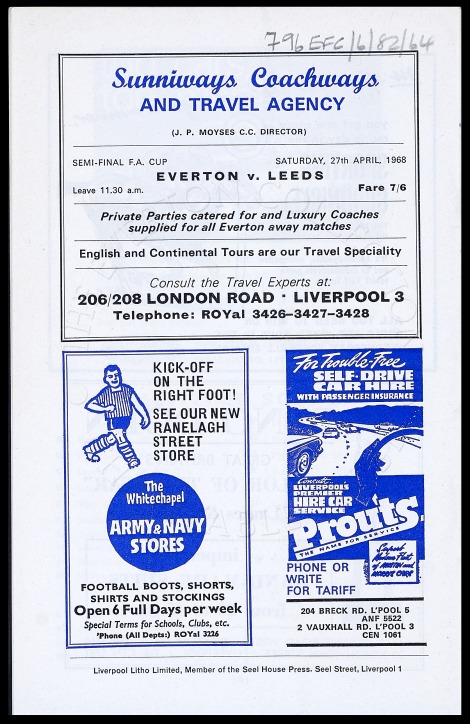 796 EFC/6/82/64
Sunniways Coachways
AND TRAVEL AGENCY
(J. P. MOYSES C.C. DIRECTOR)
SEMI-FINAL F.A. CUP SATURDAY, 27th APRIL, 1968
EVERTON v. LEEDS
Leave 11.30 a.m. Fare 7/6
Private Parties catered for and Luxury Coaches
supplied for all Everton away matches
English and Continental Tours are our Travel Speciality
Consult the Travel Experts at:
206/208 LONDON ROAD · LIVERPOOL 3
Telephone: ROYal 3426-3427-3428
KICK-OFF
ON THE
RIGHT FOOT!
SEE OUR NEW
RANELAGH
STREET
STORE
The
Whitechapel
ARMY & NAVY
STORES
FOOTBALL BOOTS, SHORTS,
SHIRTS AND STOCKINGS
Open 6 Full Days per week
Special Terms for Schools, Clubs, etc.
'Phone (All Depts:) ROYal 3226
For Trouble-Free
SELF-DRIVE
CAR HIRE
WITH PASSENGER INSURANCE
Consult
LIVERPOOL'S
PREMIER
HIRE CAR
SERVICE
Prouts
THE NAME FOR SERVICE
Superb
Modern Fleet
of AUSTIN and
PHONE OR
WRITE
FOR TARIFF
204 BRECK RD. L'POOL 5
ANF 5522
2 VAUXHALL RD. L'POOL 3
CEN 1061
Liverpool Litho Limited, Member of the Seel House Press. Seel Street, Liverpool 1